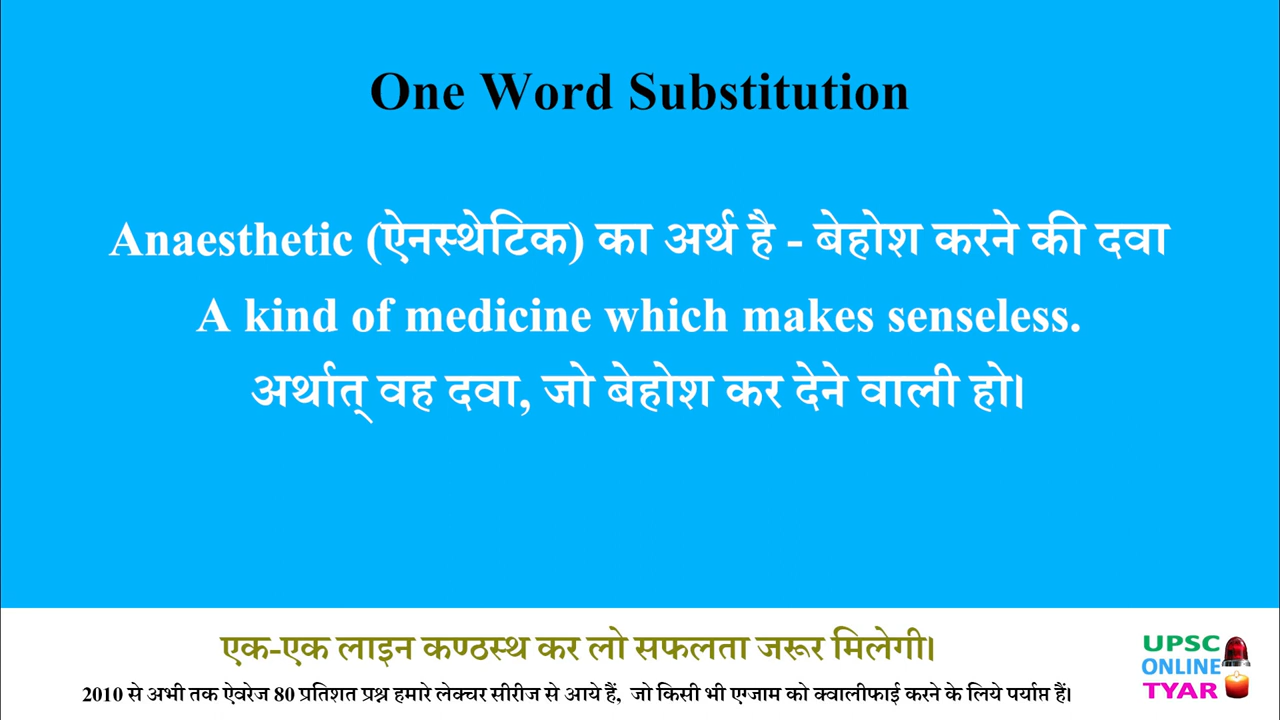 One Word Substitution
Anaesthetic (ऐनस्थेटिक) का अर्थ है - बेहोश करने की दवा
A kind of medicine which makes senseless.
अर्थात् वह दवा, जो बेहोश कर देने वाली हो।
एक-एक लाइन कण्ठस्थ कर लो सफलता जरूर मिलेगी।
2010 से अभी तक ऐवरेज 80 प्रतिशत प्रश्न हमारे लेक्चर सीरीज से आये हैं, जो किसी भी एग्जाम को क्वालीफाई करने के लिये पर्याप्त हैं।
UPSC
ONLINE
TYAR